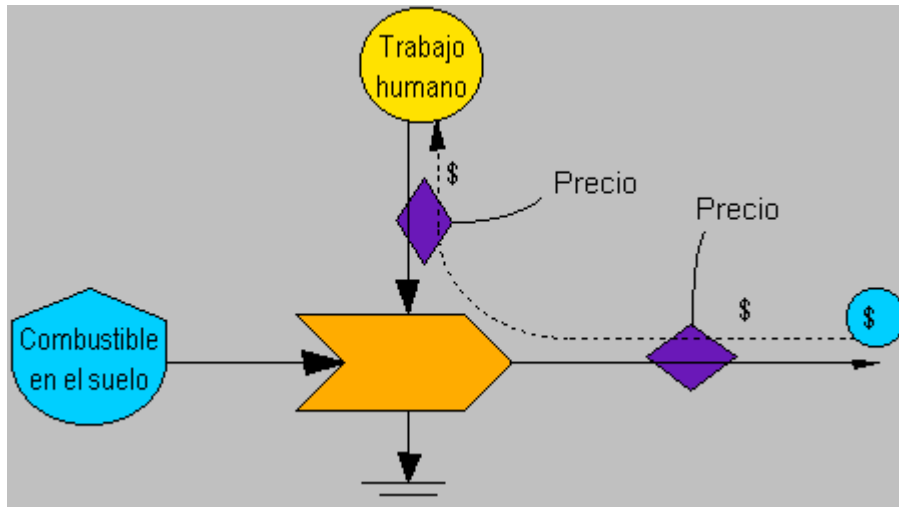 Trabajo
humano
$
Precio
Precio
Combustible
en el suelo
$
$